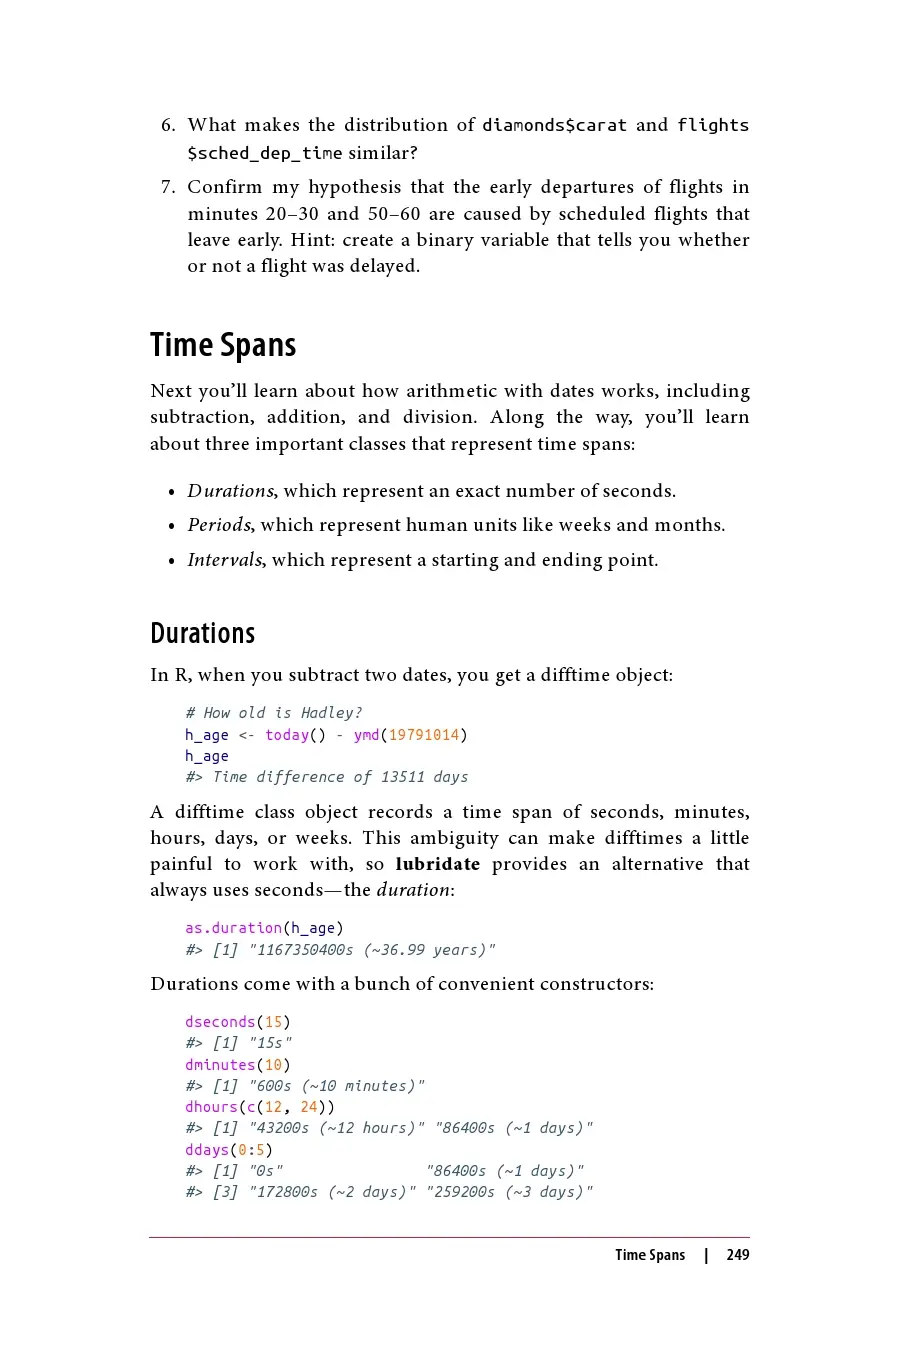 6. What makes the distribution of diamonds$carat and flights
$sched_dep_time similar?
7. Confirm my hypothesis that the early departures of flights in
minutes 20–30 and 50–60 are caused by scheduled flights that
leave early. Hint: create a binary variable that tells you whether
or not a flight was delayed.
Time Spans
Next you’ll learn about how arithmetic with dates works, including
subtraction, addition, and division. Along the way, you’ll learn
about three important classes that represent time spans:
• Durations, which represent an exact number of seconds.
• Periods, which represent human units like weeks and months.
• Intervals, which represent a starting and ending point.
Durations
In R, when you subtract two dates, you get a difftime object:
# How old is Hadley?
h_age <- today() - ymd(19791014)
h_age
#> Time difference of 13511 days
A difftime class object records a time span of seconds, minutes,
hours, days, or weeks. This ambiguity can make difftimes a little
painful to work with, so lubridate provides an alternative that
always uses seconds—the duration:
as.duration(h_age)
#> [1] "1167350400s (~36.99 years)"
Durations come with a bunch of convenient constructors:
dseconds(15)
#> [1] "15s"
dminutes(10)
#> [1] "600s (~10 minutes)"
dhours(c(12, 24))
#> [1] "43200s (~12 hours)" "86400s (~1 days)"
ddays(0:5)
#> [1] "0s"                "86400s (~1 days)"
#> [3] "172800s (~2 days)" "259200s (~3 days)"
Time Spans | 249